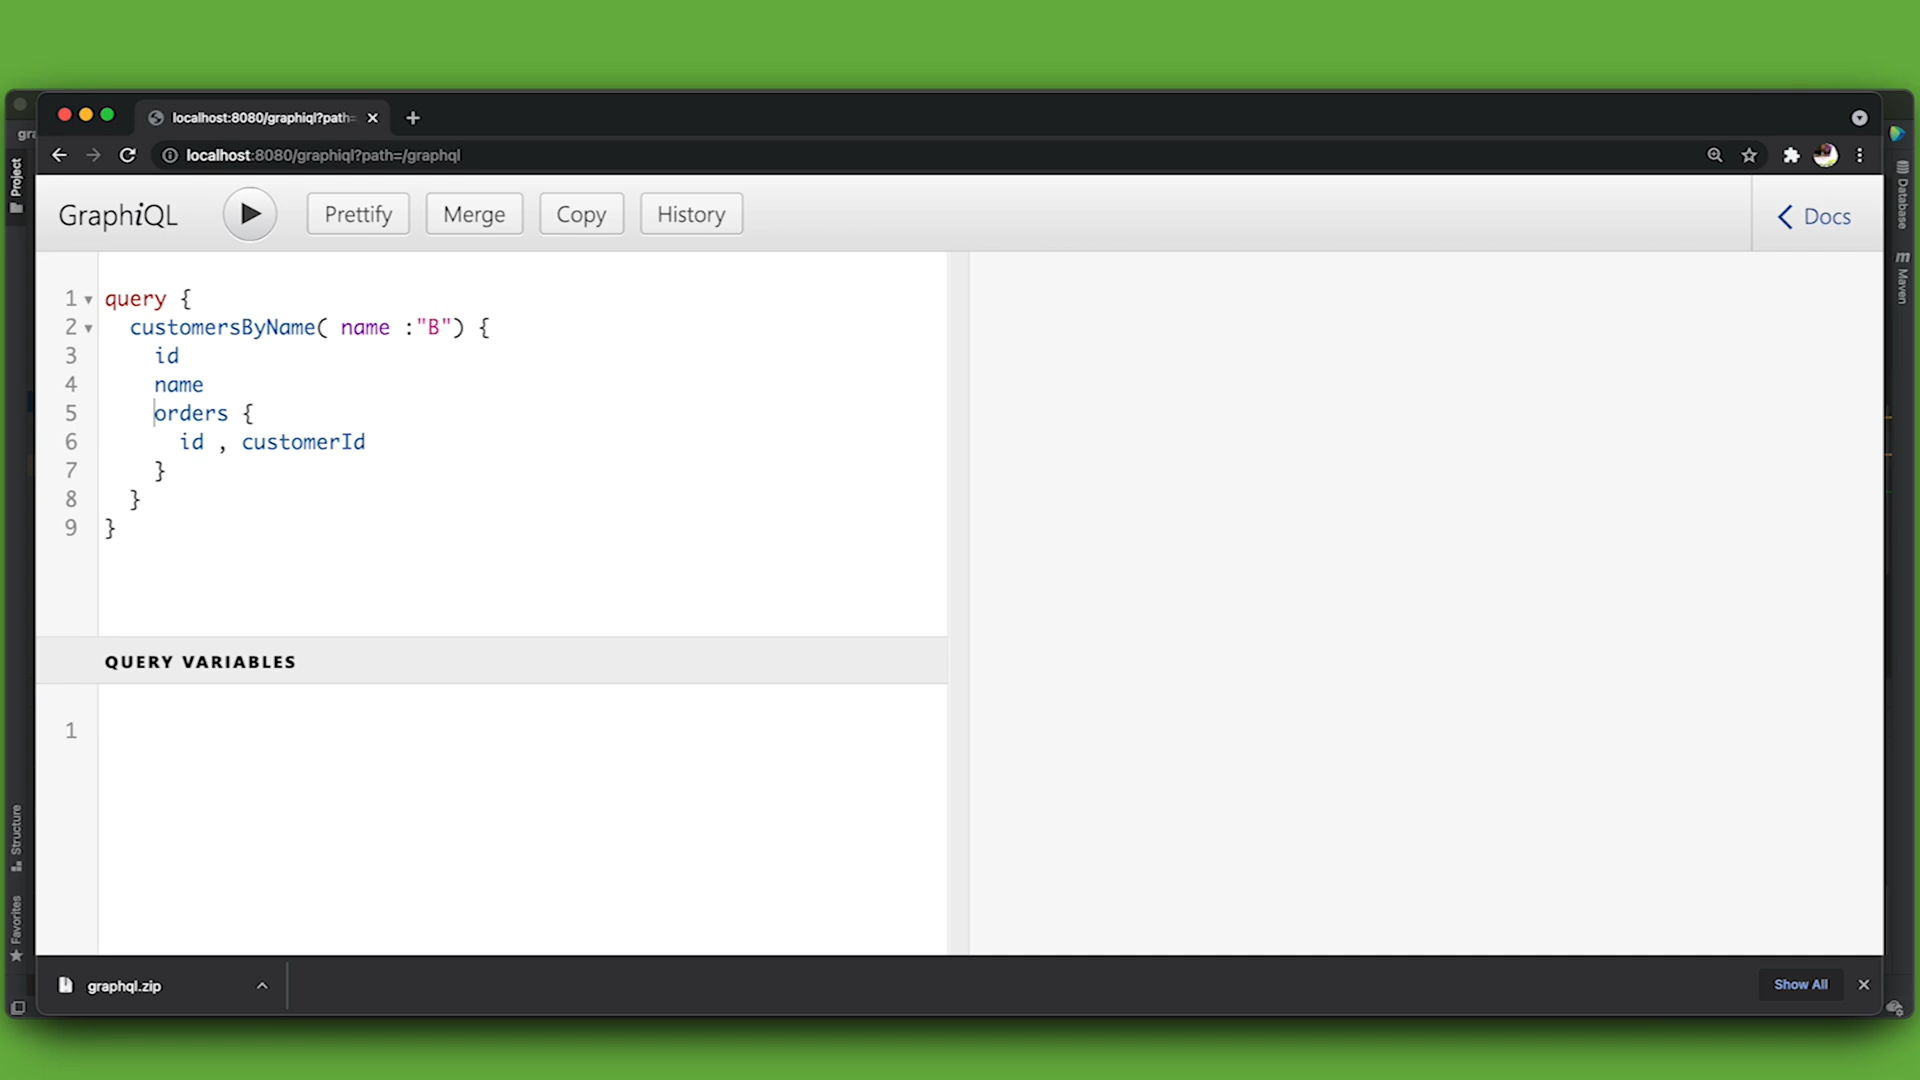 localhost:8080/graphiql?path=
gra
localhost:8080/graphiql?path=/graphql
Project
Database
Maven
GraphiQL
Prettify
Merge
Copy
History
Docs
1 query {
2 customersByName( name :"B") {
3 id
4 name
5 orders {
6 id , customerId
7 }
8 }
9 }
QUERY VARIABLES
1
Structure
Favorites
graphql.zip
Show All